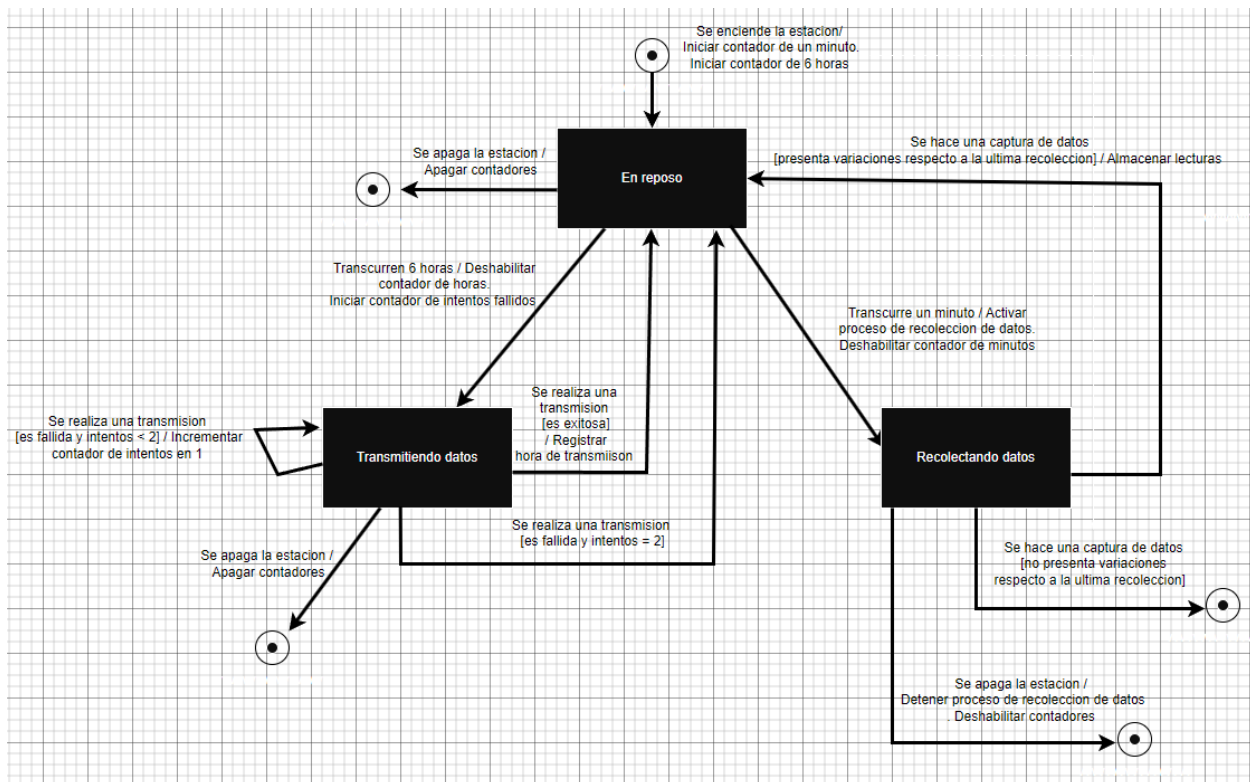 Se enciende la estacion/
Iniciar contador de un minuto.
Iniciar contador de 6 horas
Se hace una captura de datos
[presenta variaciones respecto a la ultima recoleccion] / Almacenar lecturas
Se apaga la estacion /
Apagar contadores
En reposo
Transcurren 6 horas / Deshabilitar
contador de horas.
Iniciar contador de intentos fallidos
Transcurre un minuto / Activar
proceso de recoleccion de datos.
Deshabilitar contador de minutos
Se realiza una
transmision
[es exitosa]
/ Registrar
hora de transmiison
Se realiza una transmision
[es fallida y intentos < 2] / Incrementar
contador de intentos en 1
Transmitiendo datos
Recolectando datos
Se realiza una transmision
[es fallida y intentos = 2]
Se apaga la estacion /
Apagar contadores
Se hace una captura de datos
[no presenta variaciones
respecto a la ultima recoleccion]
Se apaga la estacion /
Detener proceso de recoleccion de datos
. Deshabilitar contadores